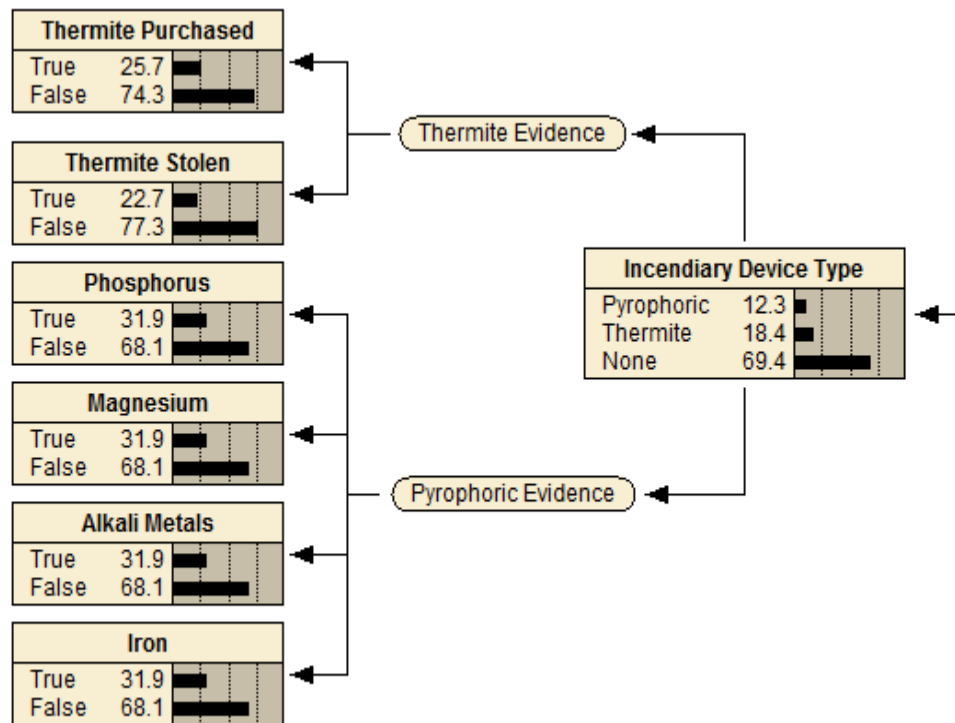 Thermite Purchased
True 25.7
False 74.3
Thermite Evidence
Thermite Stolen
True 22.7
False 77.3
Phosphorus
True 31.9
False 68.1
Incendiary Device Type
Pyrophoric 12.3
Thermite 18.4
None 69.4
Magnesium
True 31.9
False 68.1
Pyrophoric Evidence
Alkali Metals
True 31.9
False 68.1
Iron
True 31.9
False 68.1